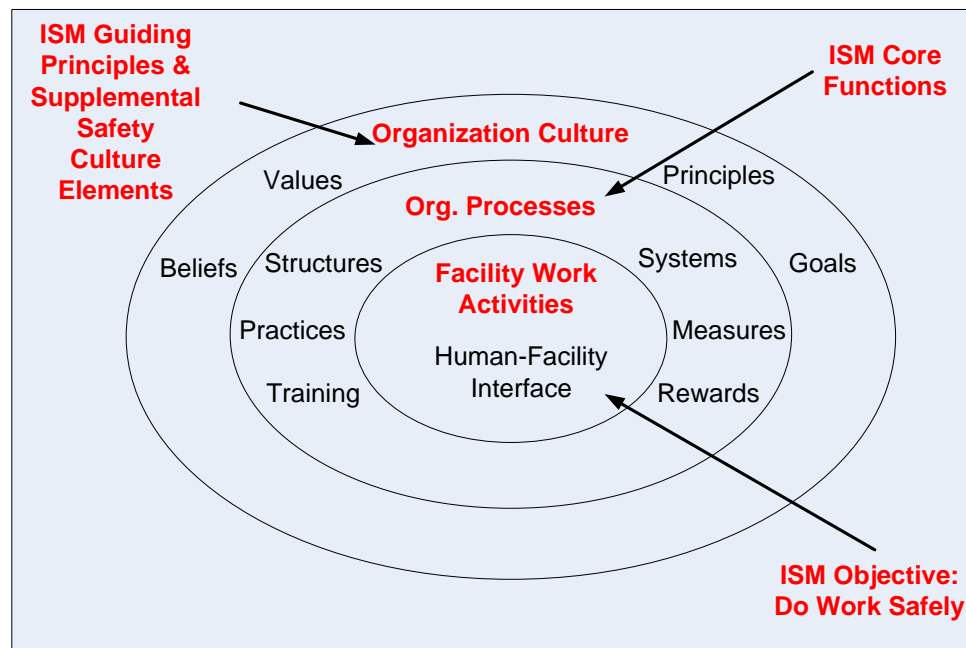 ISM Guiding
Principles &
Supplemental
Safety
Culture
Elements
ISM Core
Functions
Organization Culture
Values
Principles
Org. Processes
Beliefs
Structures
Systems
Goals
Facility Work
Activities
Practices
Measures
Human-Facility
Interface
Training
Rewards
ISM Objective:
Do Work Safely